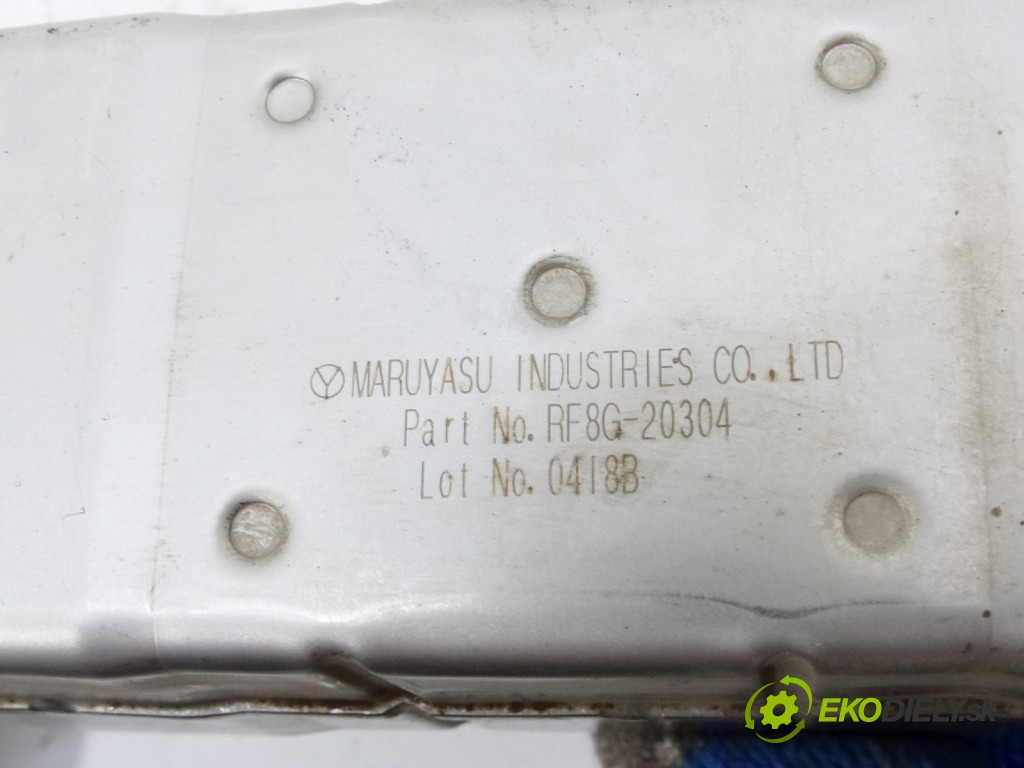 MARUYASU INDUSTRIES CO., LTD
Part No. RF8G-20304
Lot No. 0418B
EKODIELY.SK